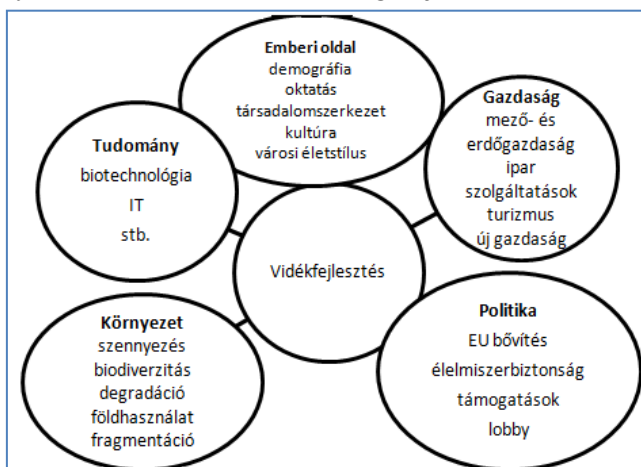 Emberi oldal
demográfia
oktatás
társadalomszerkezet
kultúra
városi életstílus
Gazdaság
mező- és
erdőgazdaság
ipar
szolgáltatások
turizmus
új gazdaság
Tudomány
biotechnológia
IT
stb.
Vidékfejlesztés
Környezet
szennyezés
biodiverzitás
degradáció
földhasználat
fragmentáció
Politika
EU bővítés
élelmiszerbiztonság
támogatások
lobby